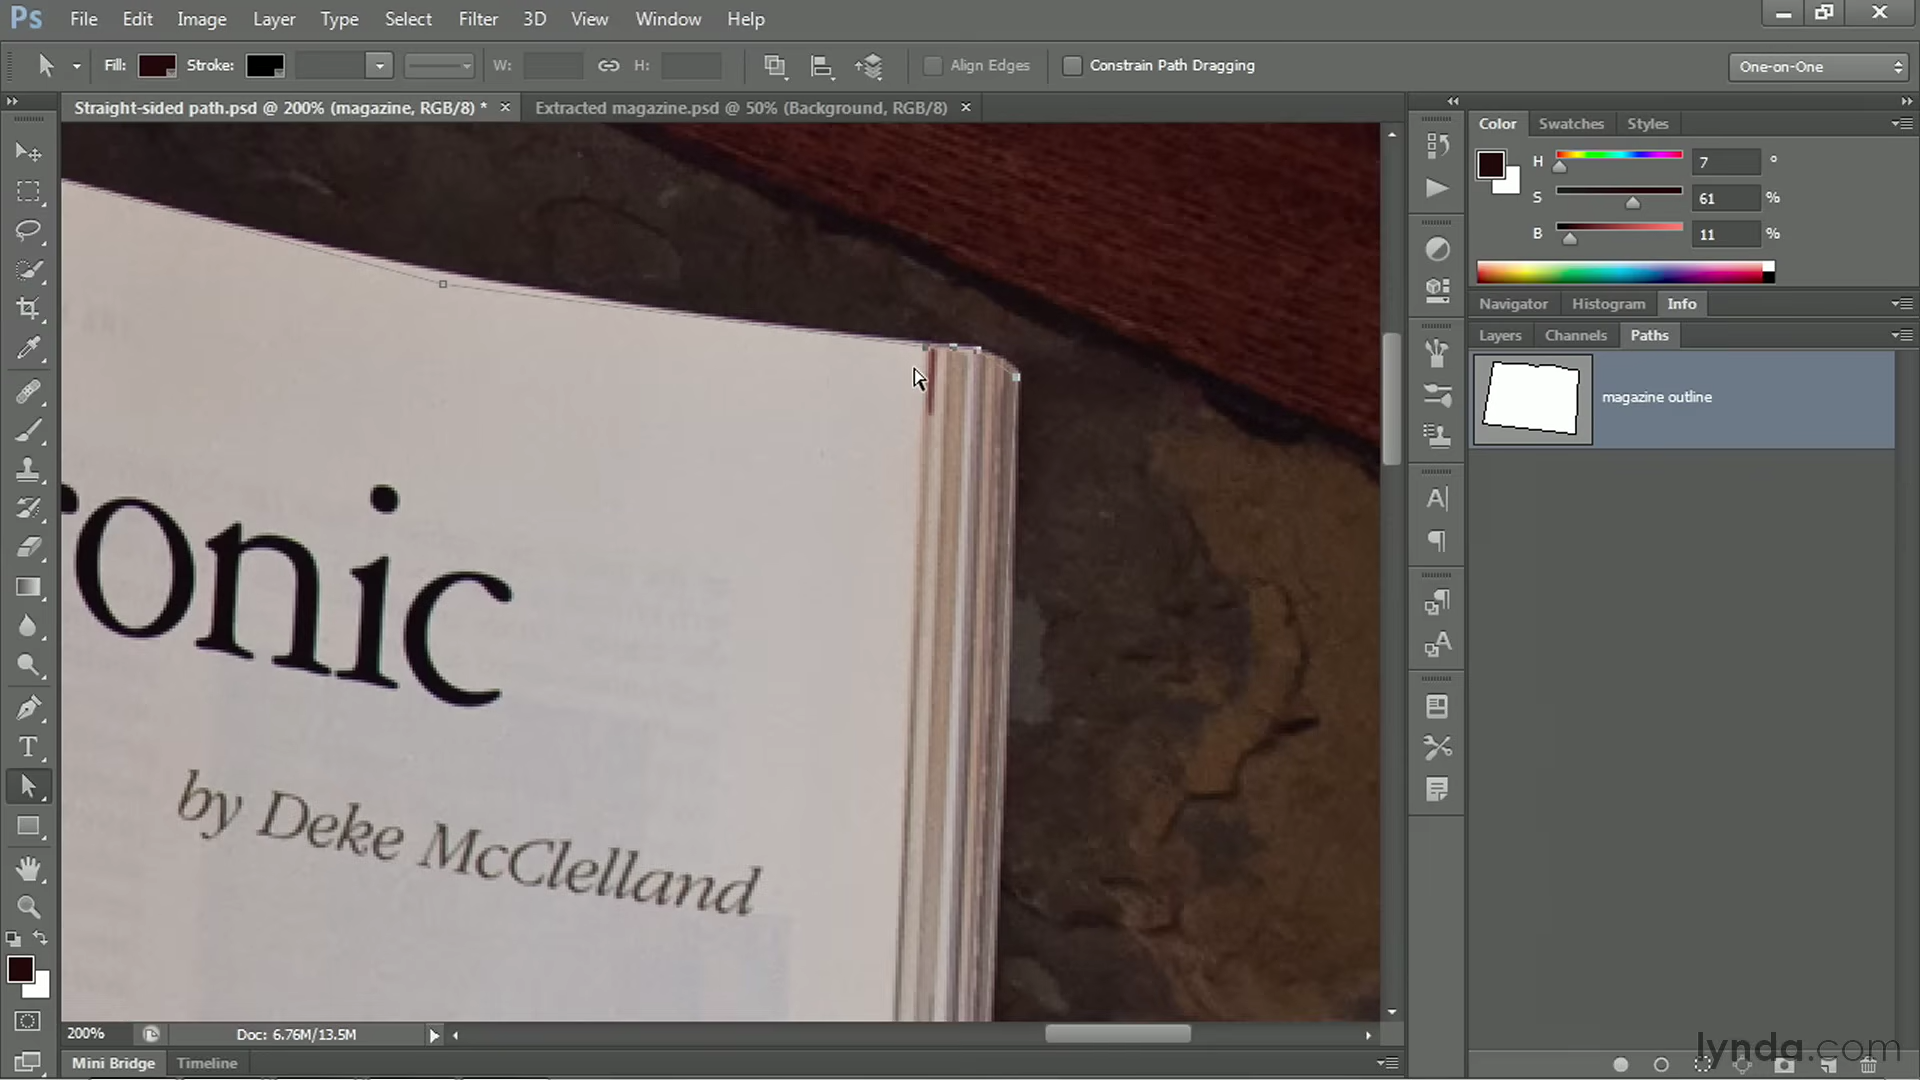 Ps File Edit Image Layer Type Select Filter 3D View Window Help
Fill: Stroke: W: H: Align Edges Constrain Path Dragging One-on-One
Straight-sided path.psd @ 200% (magazine, RGB/8) * × Extracted magazine.psd @ 50% (Background, RGB/8) ×
Color Swatches Styles
H 7 °
S 61 %
B 11 %
Navigator Histogram Info
Layers Channels Paths
magazine outline
ronic
by Deke McClelland
200% Doc: 6.76M/13.5M
Mini Bridge Timeline
lynda.com